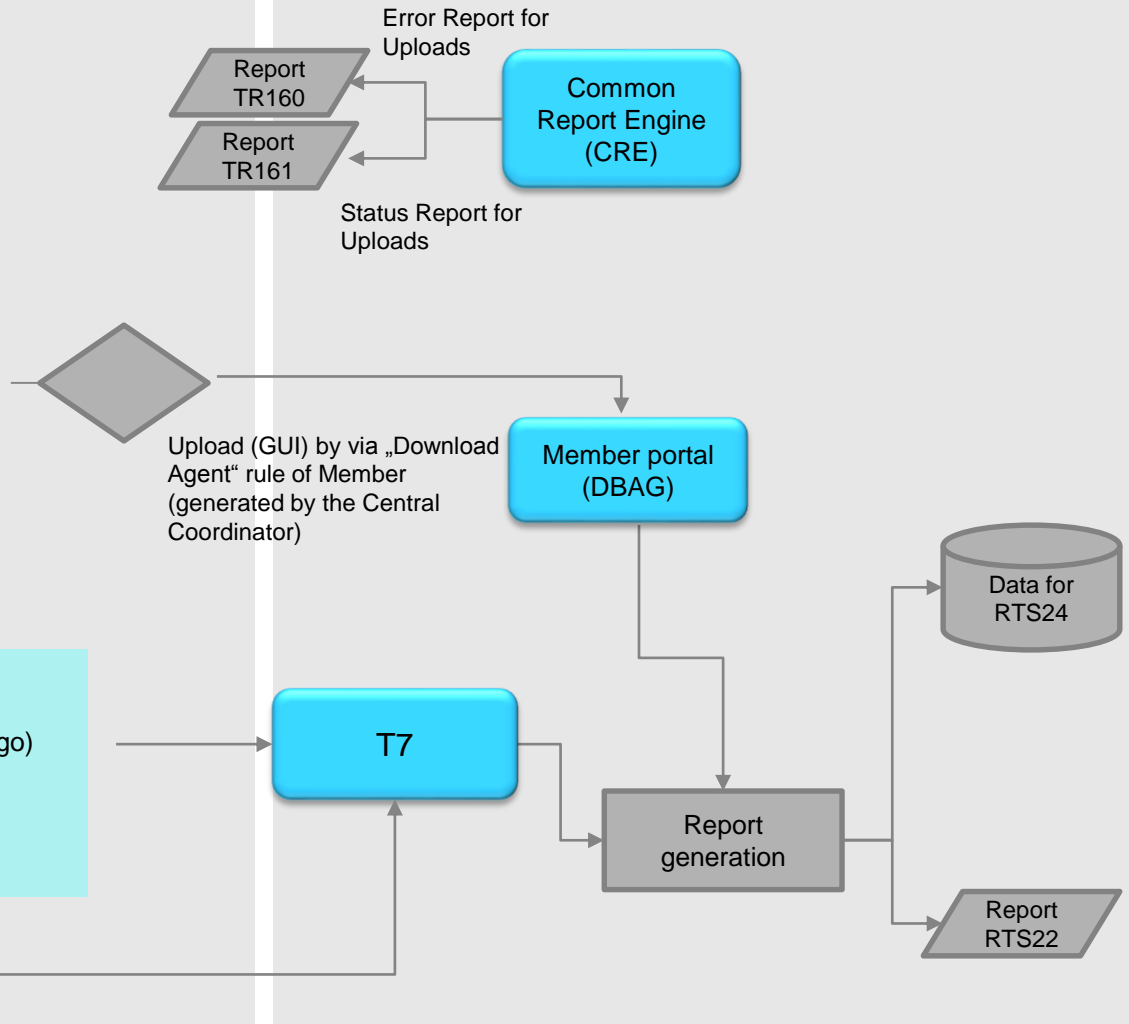 Error Report for
Uploads
Report
TR160
Common
Report Engine
(CRE)
Report
TR161
Status Report for
Uploads
Upload (GUI) by via „Download
Agent“ rule of Member
(generated by the Central
Coordinator)
Member portal
(DBAG)
Data for
RTS24
go)
T7
Report
generation
Report
RTS22